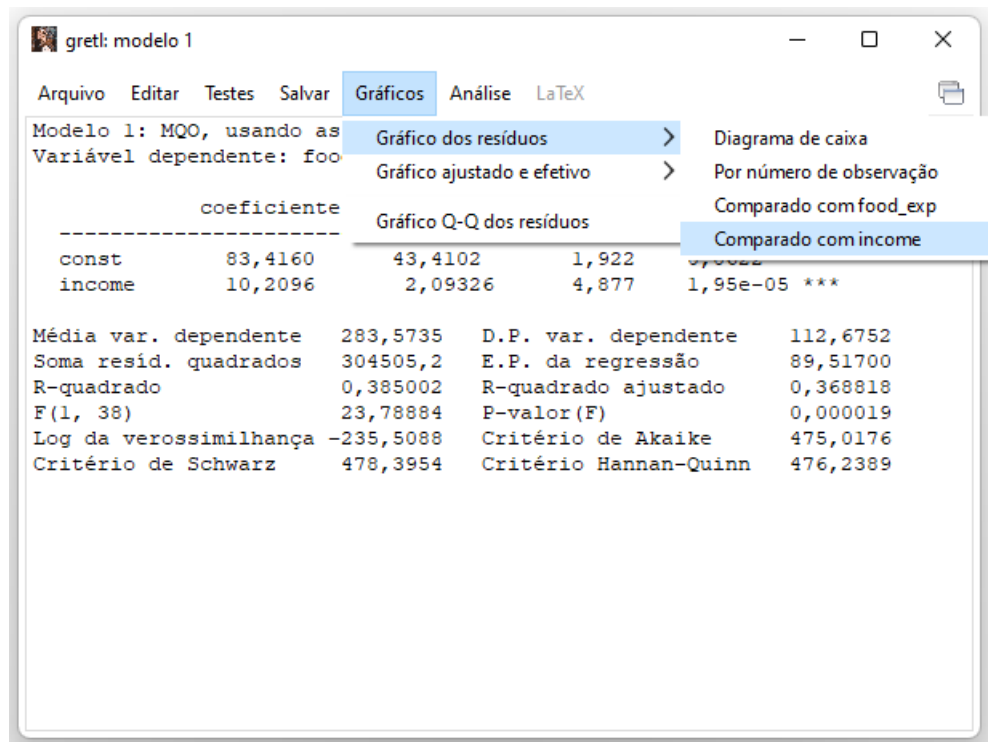 gretl: modelo 1
Arquivo Editar Testes Salvar Gráficos Análise LaTeX
Modelo 1: MQO, usando as
Variável dependente: foo
Gráfico dos resíduos
Gráfico ajustado e efetivo
Gráfico Q-Q dos resíduos
Diagrama de caixa
Por número de observação
Comparado com food_exp
Comparado com income
coeficiente
-----------------------
const 83,4160 43,4102 1,922
income 10,2096 2,09326 4,877 1,95e-05 ***
Média var. dependente 283,5735 D.P. var. dependente 112,6752
Soma resíd. quadrados 304505,2 E.P. da regressão 89,51700
R-quadrado 0,385002 R-quadrado ajustado 0,368818
F(1, 38) 23,78884 P-valor(F) 0,000019
Log da verossimilhança -235,5088 Critério de Akaike 475,0176
Critério de Schwarz 478,3954 Critério Hannan-Quinn 476,2389